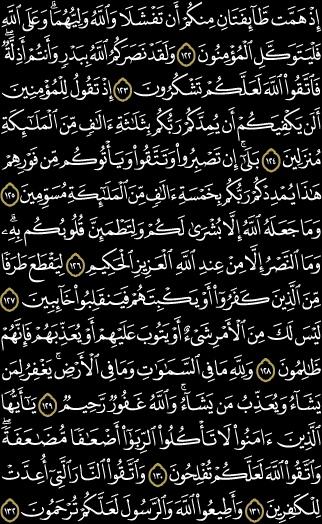 إِذْ هَمَّت طَّآئِفَتَانِ مِنكُمْ أَن تَفْشَلَا وَٱللَّهُ وَلِيُّهُمَا ۗ وَعَلَى ٱللَّهِ
فَلْيَتَوَكَّلِ ٱلْمُؤْمِنُونَ ١٢٢ وَلَقَدْ نَصَرَكُمُ ٱللَّهُ بِبَدْرٍ وَأَنتُمْ أَذِلَّةٌ ۖ
فَٱتَّقُوا۟ ٱللَّهَ لَعَلَّكُمْ تَشْكُرُونَ ١٢٣ إِذْ تَقُولُ لِلْمُؤْمِنِينَ
أَلَن يَكْفِيَكُمْ أَن يُمِدَّكُمْ رَبُّكُم بِثَلَـٰثَةِ ءَالَـٰفٍ مِّنَ ٱلْمَلَـٰٓئِكَةِ
مُنزَلِينَ ١٢٤ بَلَىٰٓ ۚ إِن تَصْبِرُوا۟ وَتَتَّقُوا۟ وَيَأْتُوكُم مِّن فَوْرِهِمْ
هَـٰذَا يُمْدِدْكُمْ رَبُّكُم بِخَمْسَةِ ءَالَـٰفٍ مِّنَ ٱلْمَلَـٰٓئِكَةِ مُسَوِّمِينَ ١٢٥
وَمَا جَعَلَهُ ٱللَّهُ إِلَّا بُشْرَىٰ لَكُمْ وَلِتَطْمَئِنَّ قُلُوبُكُم بِهِۦ ۗ
وَمَا ٱلنَّصْرُ إِلَّا مِنْ عِندِ ٱللَّهِ ٱلْعَزِيزِ ٱلْحَكِيمِ ١٢٦ لِيَقْطَعَ طَرَفًا
مِّنَ ٱلَّذِينَ كَفَرُوٓا۟ أَوْ يَكْبِتَهُمْ فَيَنقَلِبُوا۟ خَآئِبِينَ ١٢٧
لَيْسَ لَكَ مِنَ ٱلْأَمْرِ شَىْءٌ أَوْ يَتُوبَ عَلَيْهِمْ أَوْ يُعَذِّبَهُمْ فَإِنَّهُمْ
ظَـٰلِمُونَ ١٢٨ وَلِلَّهِ مَا فِى ٱلسَّمَـٰوَٰتِ وَمَا فِى ٱلْأَرْضِ ۚ يَغْفِرُ لِمَن
يَشَآءُ وَيُعَذِّبُ مَن يَشَآءُ ۚ وَٱللَّهُ غَفُورٌ رَّحِيمٌ ١٢٩ يَـٰٓأَيُّهَا
ٱلَّذِينَ ءَامَنُوا۟ لَا تَأْكُلُوا۟ ٱلرِّبَوٰٓا۟ أَضْعَـٰفًا مُّضَـٰعَفَةً ۖ
وَٱتَّقُوا۟ ٱللَّهَ لَعَلَّكُمْ تُفْلِحُونَ ١٣٠ وَٱتَّقُوا۟ ٱلنَّارَ ٱلَّتِىٓ أُعِدَّتْ
لِلْكَـٰفِرِينَ ١٣١ وَأَطِيعُوا۟ ٱللَّهَ وَٱلرَّسُولَ لَعَلَّكُمْ تُرْحَمُونَ ١٣٢